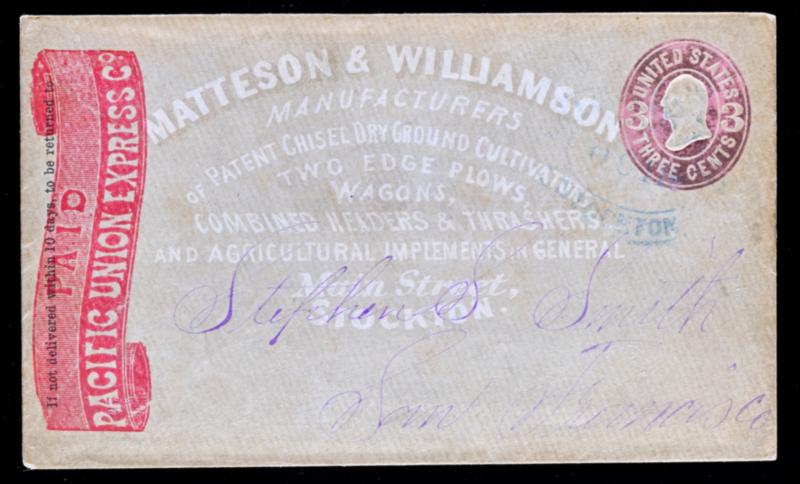 If not delivered within 10 days, to be returned to
PAID
PACIFIC UNION EXPRESS Co
MATTESON & WILLIAMSON
MANUFACTURERS
OF PATENT CHISEL DRY GROUND CULTIVATORS
TWO EDGE PLOWS,
WAGONS,
COMBINED HEADERS & THRASHERS
AND AGRICULTURAL IMPLEMENTS IN GENERAL
Main Street,
STOCKTON.
UNITED STATES
THREE CENTS
STOCKTON
Stephen S. Smith
San Francisco